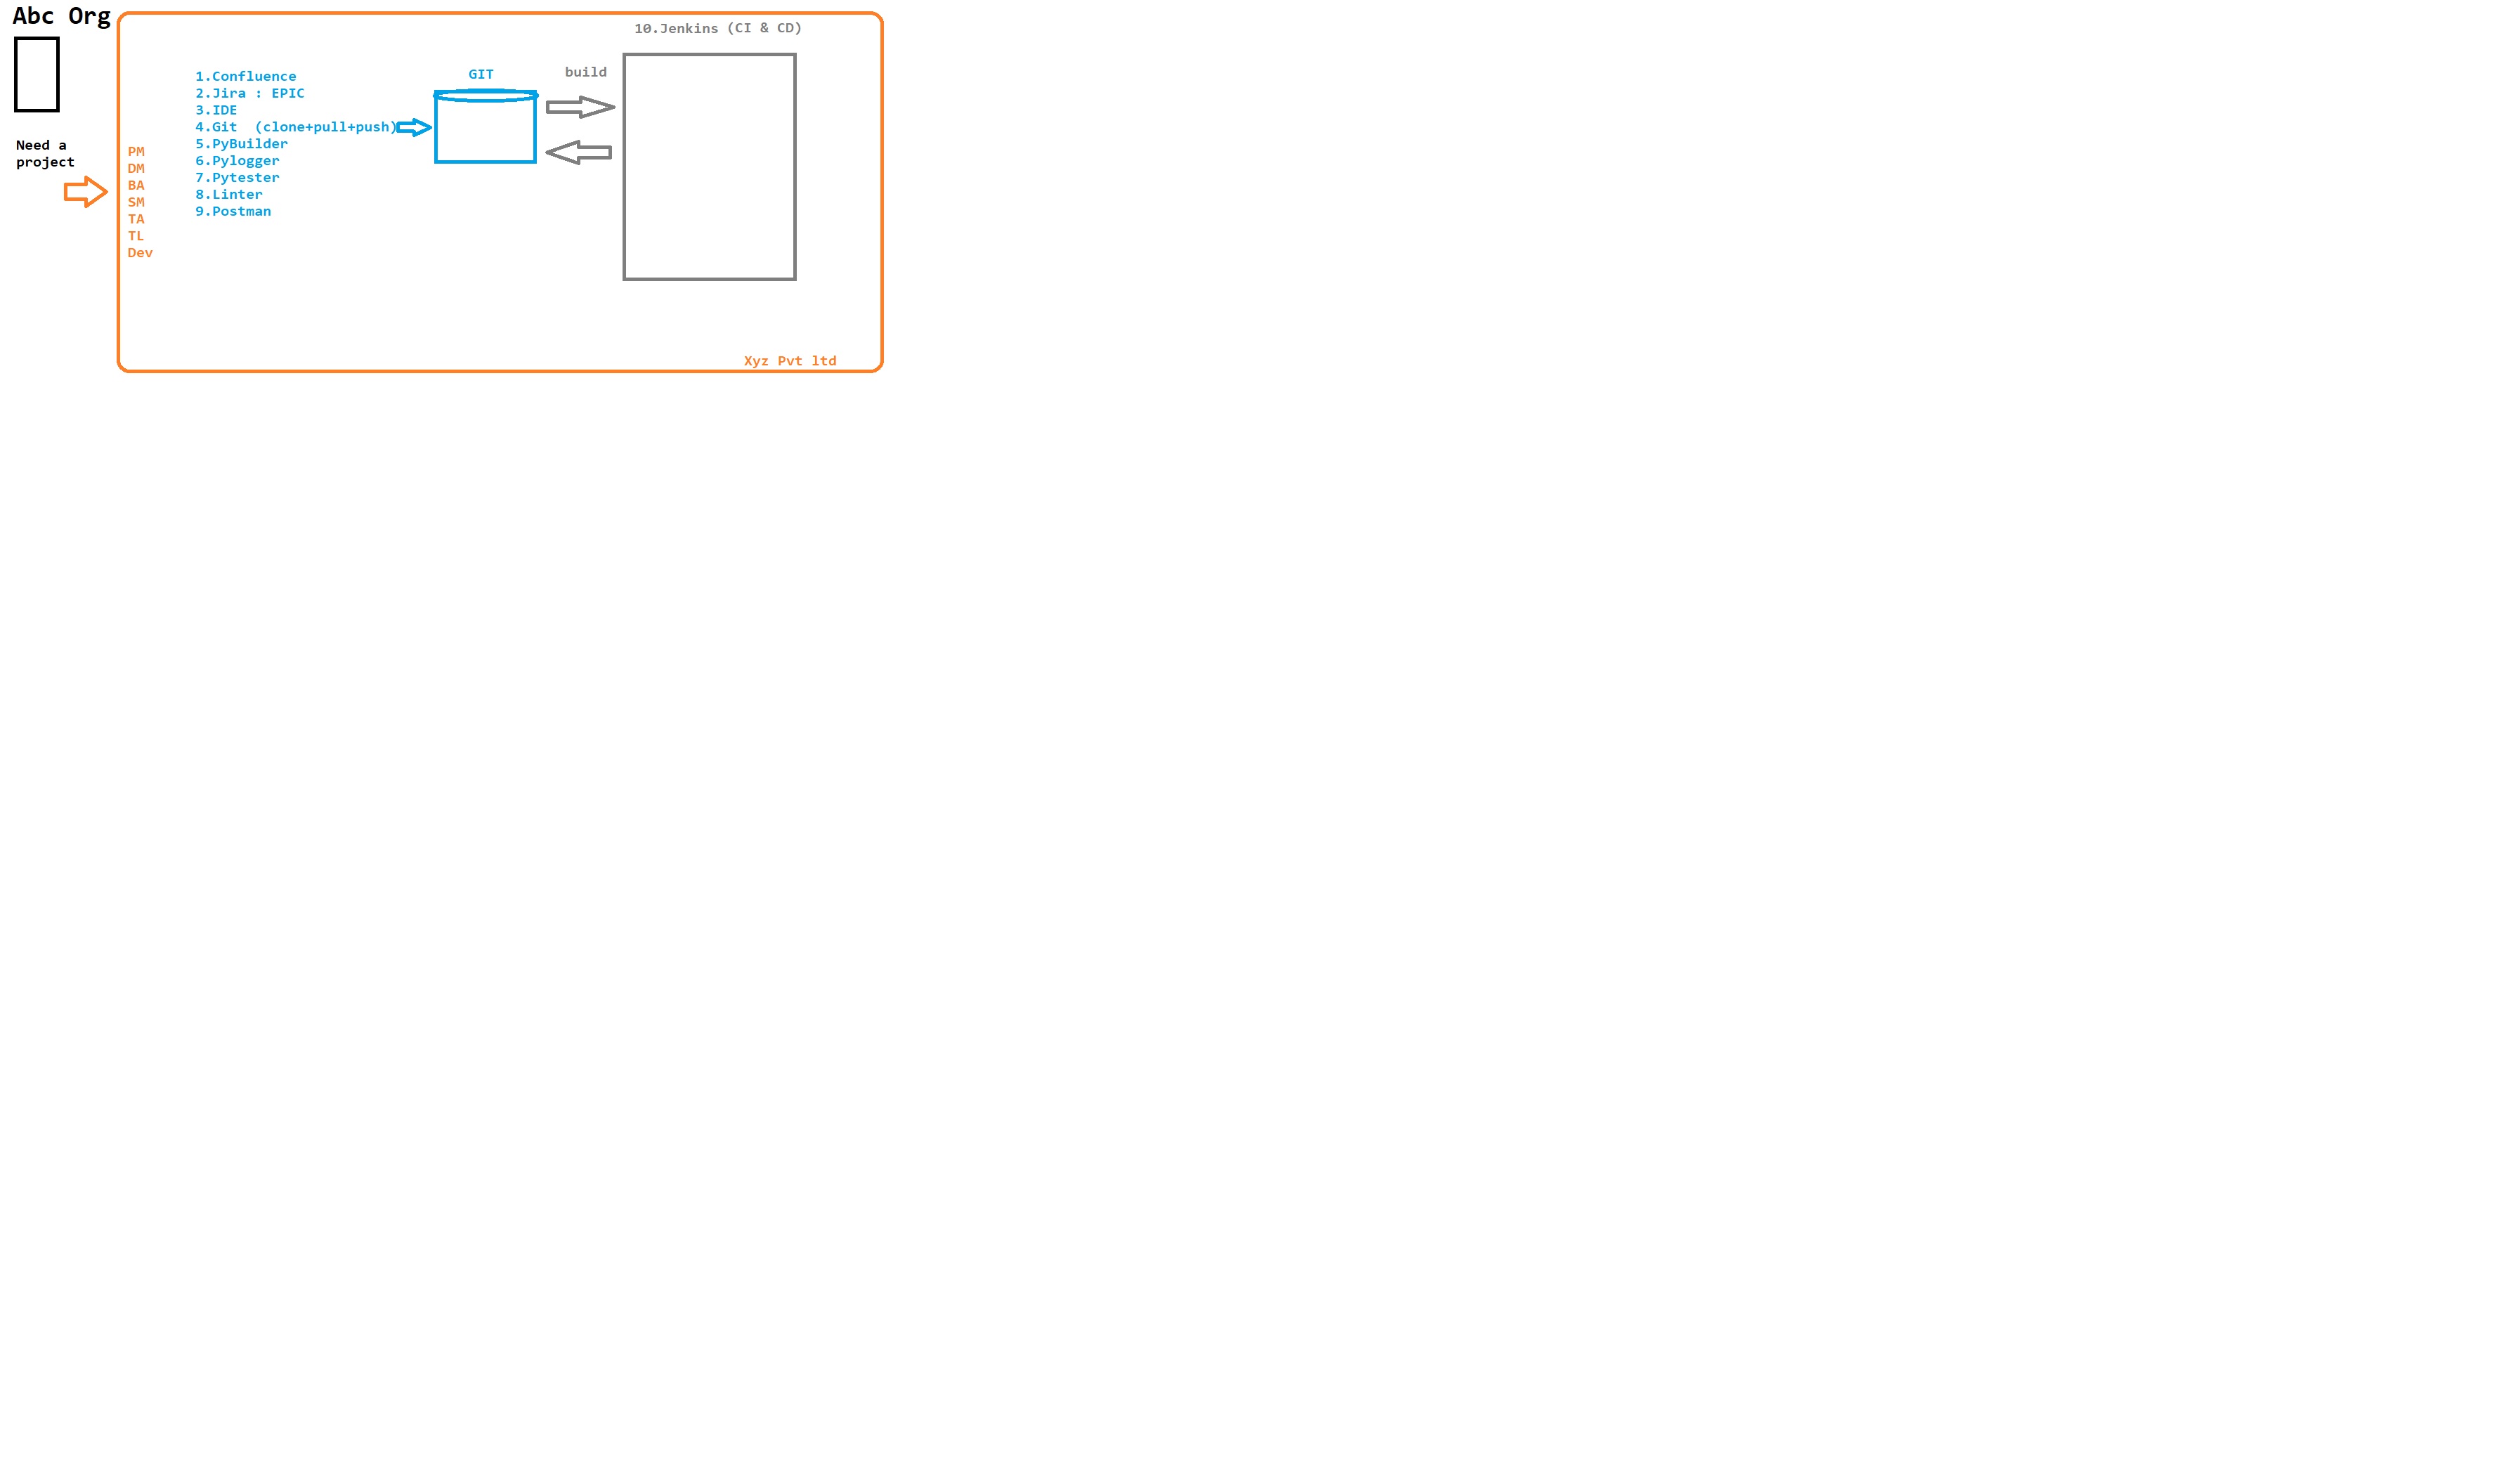 Abc Org
Need a
project
PM
DM
BA
SM
TA
TL
Dev
1.Confluence
2.Jira : EPIC
3.IDE
4.Git  (clone+pull+push)
5.PyBuilder
6.Pylogger
7.Pytester
8.Linter
9.Postman
GIT
build
10.Jenkins (CI & CD)
Xyz Pvt ltd